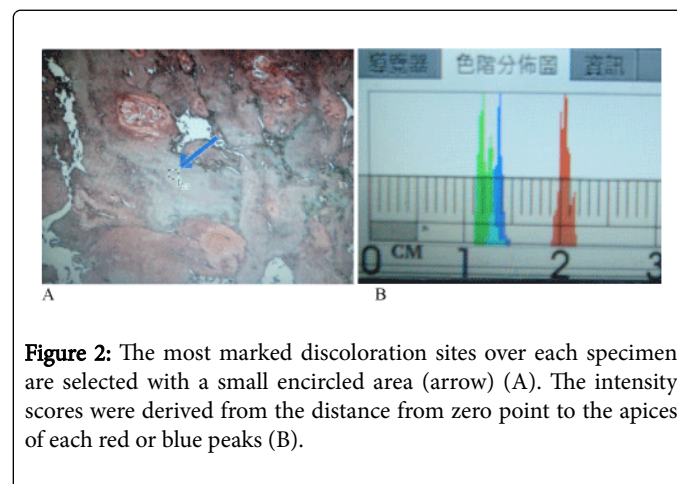 導覽器 色階分佈圖 資訊
0 CM 1 2 3
A B
Figure 2: The most marked discoloration sites over each specimen
are selected with a small encircled area (arrow) (A). The intensity
scores were derived from the distance from zero point to the apices
of each red or blue peaks (B).